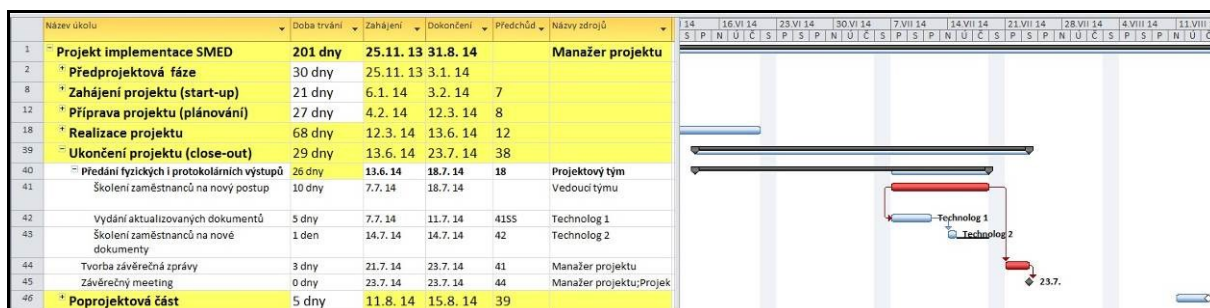 Název úkolu Doba trvání Zahájení Dokončení Předchůd Názvy zdrojů 14 16.VI 14 23.VI 14 30.VI 14 7.VII 14 14.VII 14 21.VII 14 28.VII 14 4.VIII 14 11.VIII
S P N Ú Č S P S P N Ú Č S P S P N Ú Č S P S P N Ú Č S P S P N Ú Č
1 Projekt implementace SMED 201 dny 25.11. 13 31.8. 14 Manažer projektu
2 Předprojektová fáze 30 dny 25.11. 13 3.1. 14
8 Zahájení projektu (start-up) 21 dny 6.1. 14 3.2. 14 7
12 Příprava projektu (plánování) 27 dny 4.2. 14 12.3. 14 8
18 Realizace projektu 68 dny 12.3. 14 13.6. 14 12
39 Ukončení projektu (close-out) 29 dny 13.6. 14 23.7. 14 38
40 Předání fyzických i protokolárních výstupů 26 dny 13.6. 14 18.7. 14 18 Projektový tým
41 Školení zaměstnanců na nový postup 10 dny 7.7. 14 18.7. 14 Vedoucí týmu
42 Vydání aktualizovaných dokumentů 5 dny 7.7. 14 11.7. 14 41SS Technolog 1 Technolog 1
43 Školení zaměstnanců na nové 1 den 14.7. 14 14.7. 14 42 Technolog 2 Technolog 2
dokumenty
44 Tvorba závěrečná zprávy 3 dny 21.7. 14 23.7. 14 41 Manažer projektu
45 Závěrečný meeting 0 dny 23.7. 14 23.7. 14 44 Manažer projektu;Projek 23.7.
46 Poprojektová část 5 dny 11.8. 14 15.8. 14 39